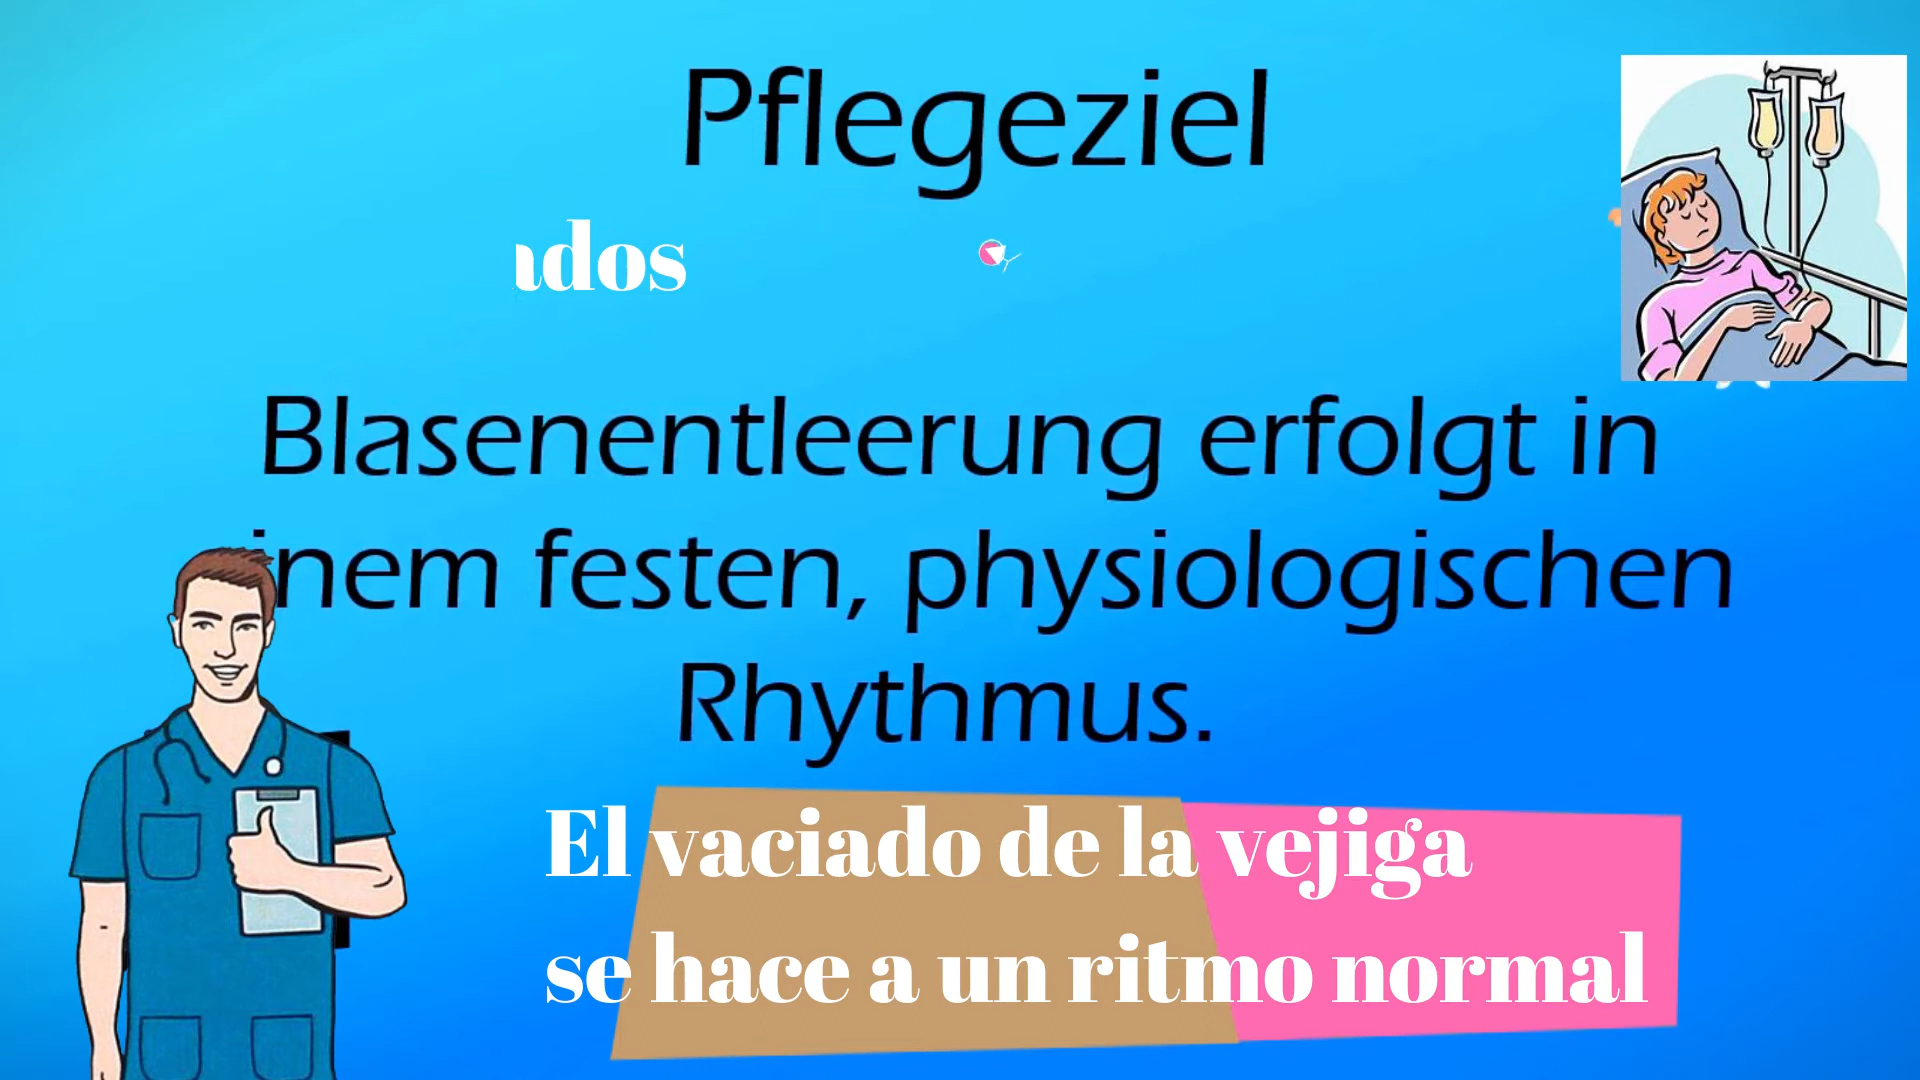 Pflegeziel
ados
Blasenentleerung erfolgt in
inem festen, physiologischen
Rhythmus.
El vaciado de la vejiga
se hace a un ritmo normal